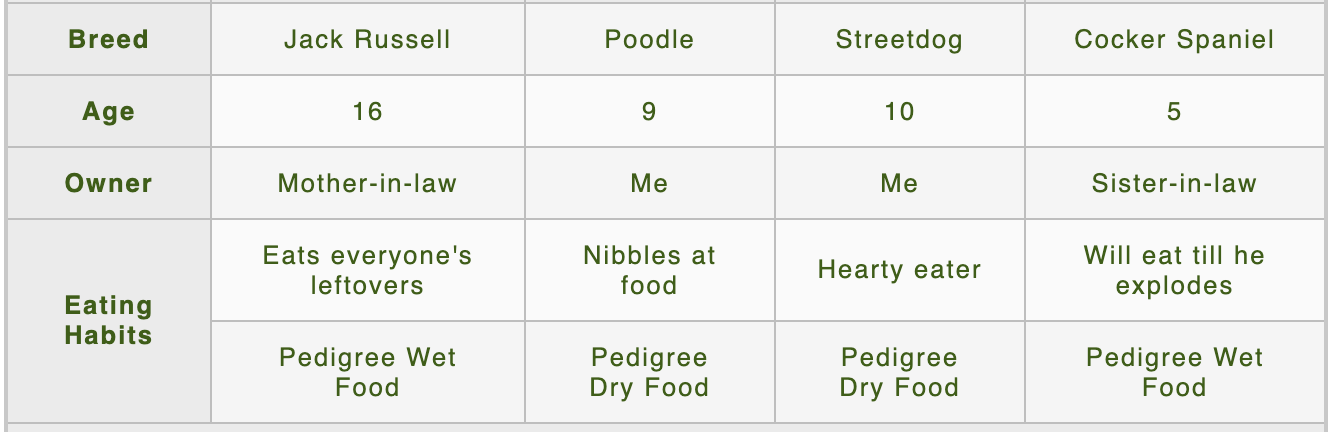 Breed Jack Russell Poodle Streetdog Cocker Spaniel
Age 16 9 10 5
Owner Mother-in-law Me Me Sister-in-law
Eating Habits
Eats everyone's leftovers
Nibbles at food
Hearty eater
Will eat till he explodes
Pedigree Wet Food
Pedigree Dry Food
Pedigree Dry Food
Pedigree Wet Food